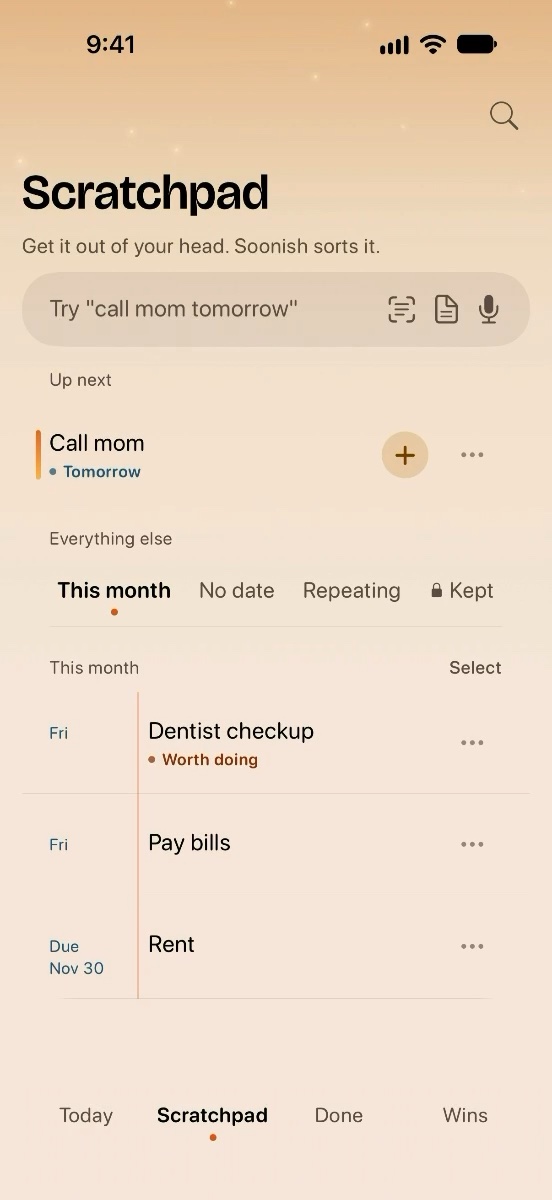 9:41
Scratchpad
Get it out of your head. Soonish sorts it.
Try "call mom tomorrow"
Up next
Call mom
Tomorrow
Everything else
This month No date Repeating Kept
This month Select
Fri Dentist checkup
Worth doing
Fri Pay bills
Due Rent
Nov 30
Today Scratchpad Done Wins